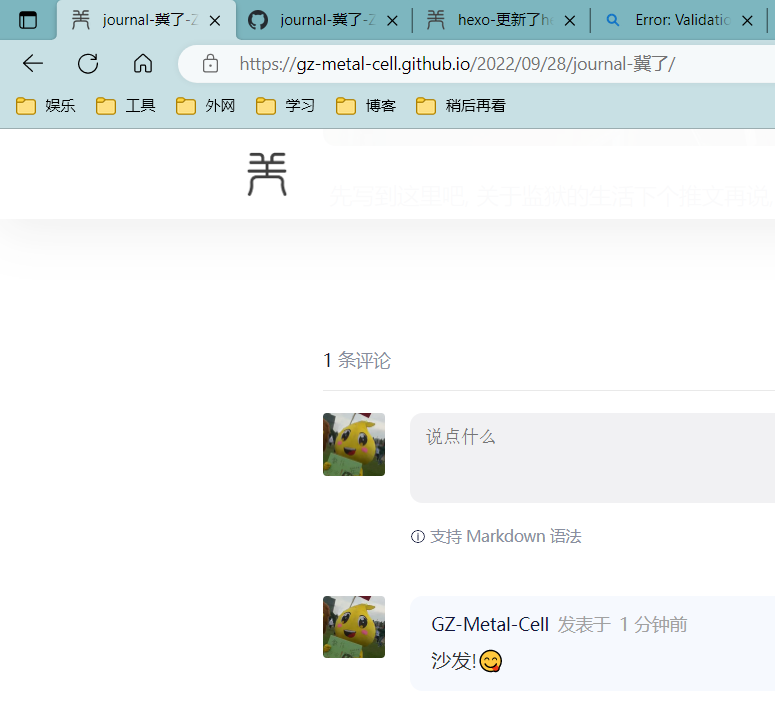 journal-冀了-Z
journal-冀了-Z
hexo-更新了he
Error: Validatio
https://gz-metal-cell.github.io/2022/09/28/journal-冀了/
娱乐 工具 外网 学习 博客 稍后再看
先写到这里吧, 关于监狱的生活下个推文再说
1 条评论
说点什么
支持 Markdown 语法
GZ-Metal-Cell 发表于 1 分钟前
沙发!😋